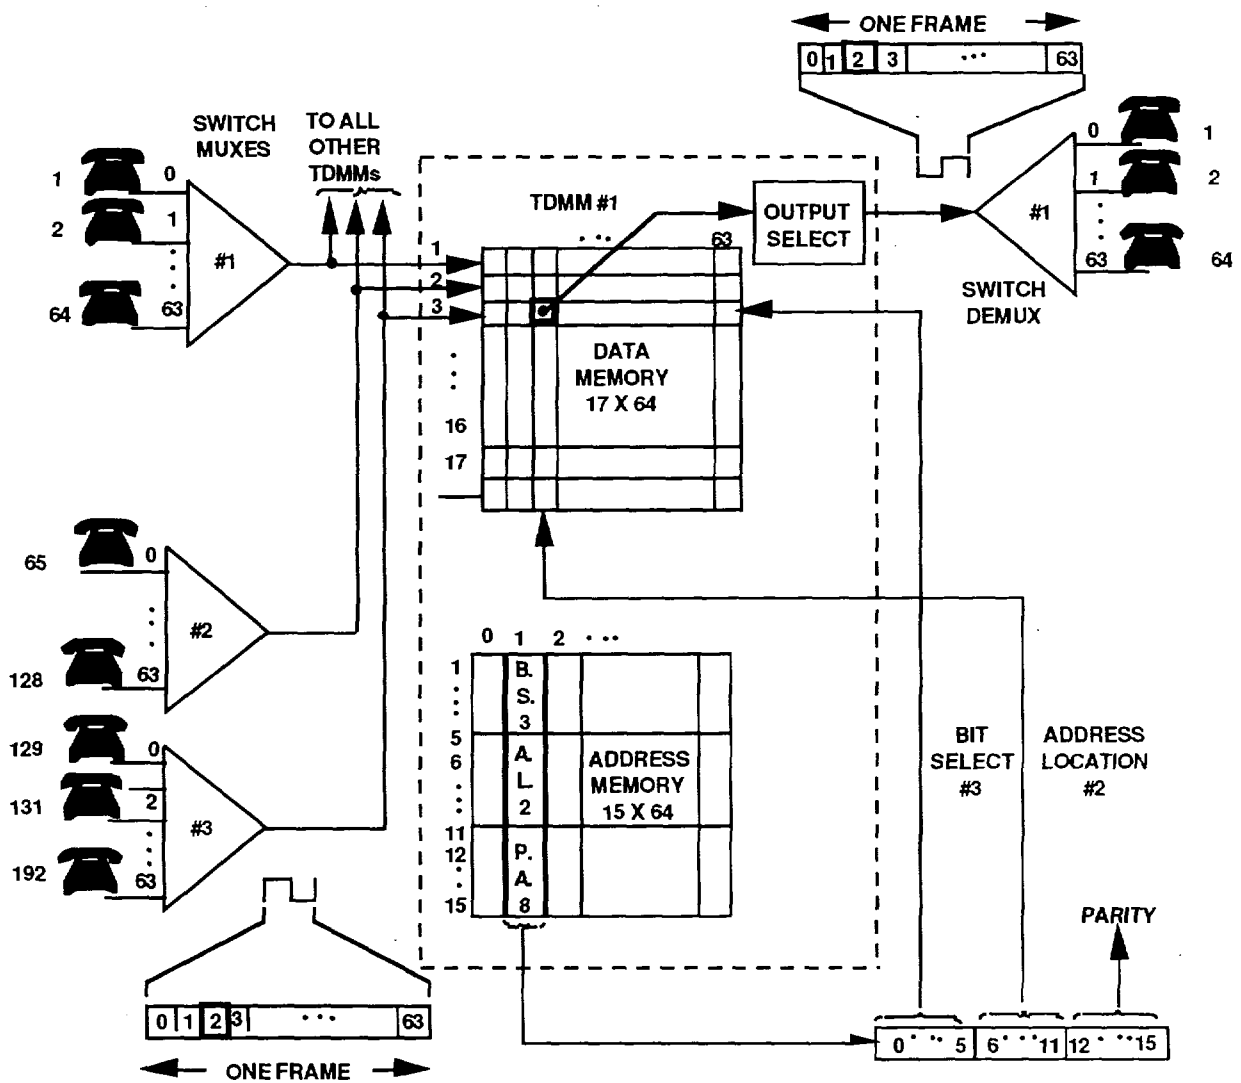 ONE FRAME
0 1 2 3 ... 63
SWITCH
MUXES
TO ALL
OTHER
TDMMs
1 0
2 1
64 63
#1
TDMM #1
... 63
1
2
3
16
17
DATA
MEMORY
17 X 64
OUTPUT
SELECT
#1
0 1
1 2
63 64
SWITCH
DEMUX
65 0
128 63
#2
129 0
131 2
192 63
#3
0 1 2 ...
1
5
6
11
12
15
B.
S.
3
A.
L.
2
P.
A.
8
ADDRESS
MEMORY
15 X 64
BIT
SELECT
#3
ADDRESS
LOCATION
#2
PARITY
0 ... 5 6 ... 11 12 ... 15
0 1 2 3 ... 63
ONE FRAME